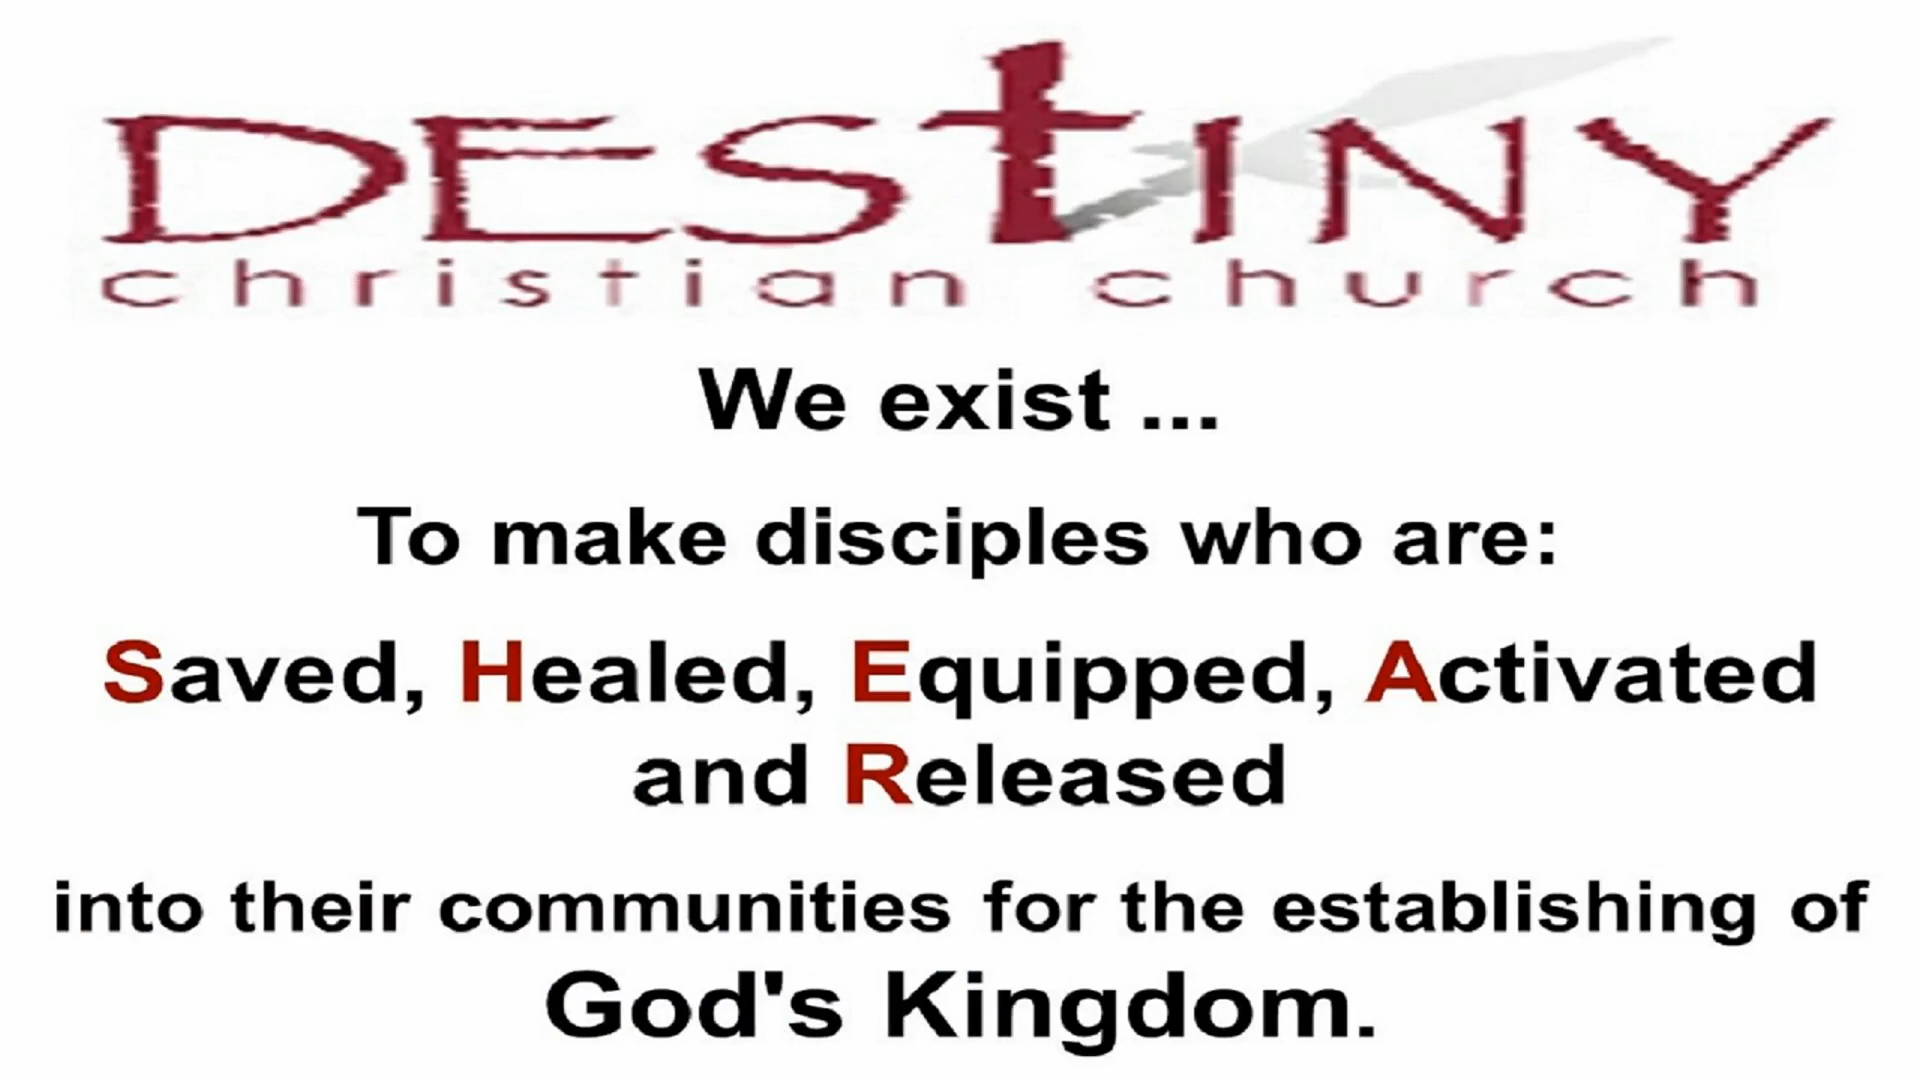 DEStINY
christian church
We exist ...
To make disciples who are:
Saved, Healed, Equipped, Activated
and Released
into their communities for the establishing of
God's Kingdom.